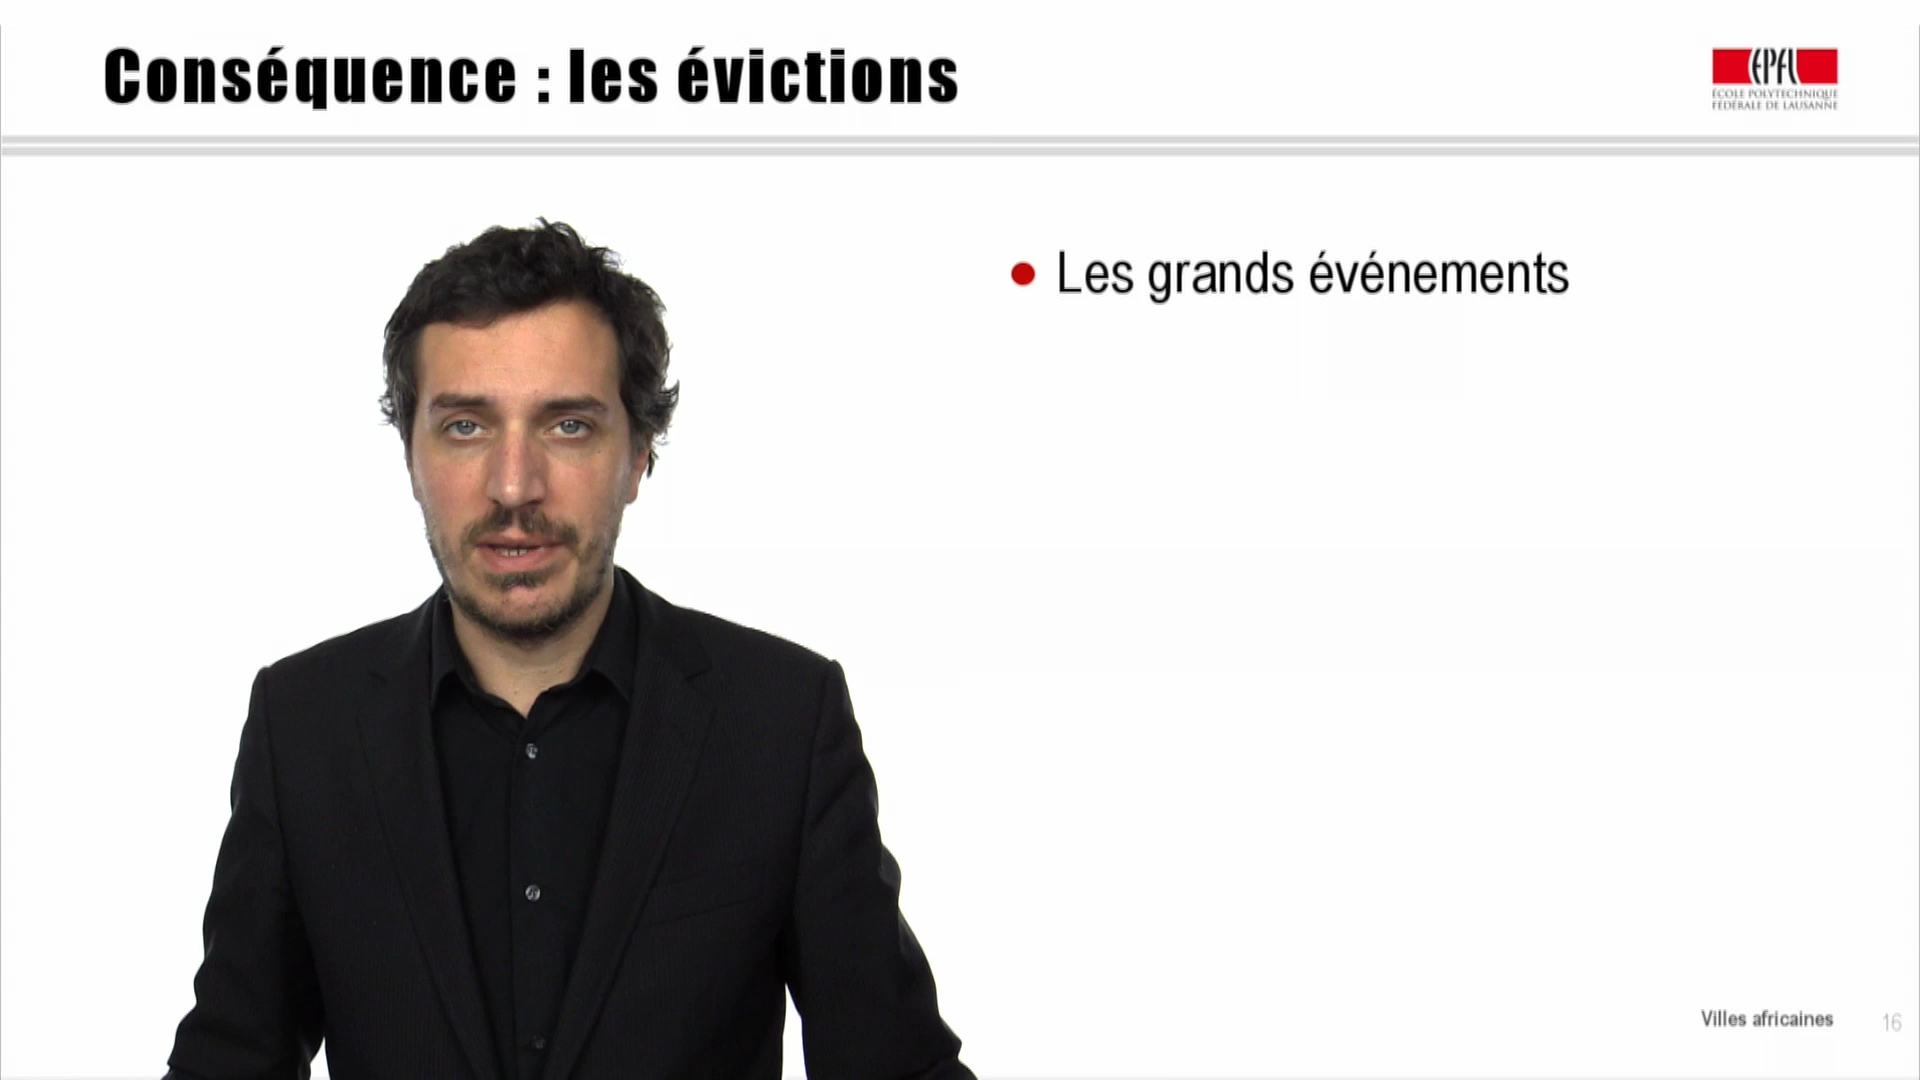 Conséquence : les évictions
EPFL
ÉCOLE POLYTECHNIQUE
FÉDÉRALE DE LAUSANNE
Les grands événements
Villes africaines
16